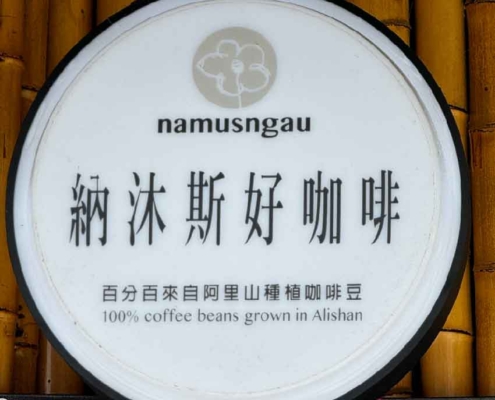 namusngau
納沐斯好咖啡
百分百來自阿里山種植咖啡豆
100% coffee beans grown in Alishan